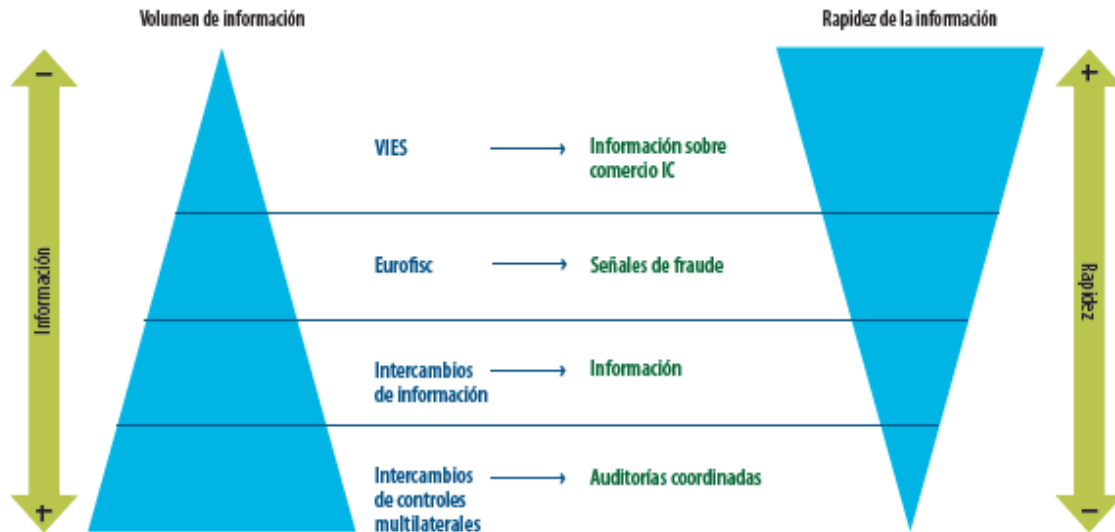 Volumen de información
Rapidez de la información
–
+
VIES
Información sobre
comercio IC
Eurofisc
Señales de fraude
Información
Rapidez
Intercambios
de información
Información
Intercambios
de controles
multilaterales
Auditorías coordinadas
+
–